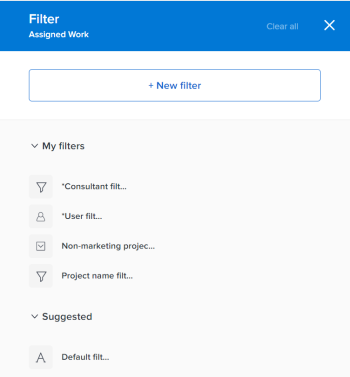 Filter
Assigned Work
Clear all
+ New filter
My filters
*Consultant filt...
*User filt...
Non-marketing projec...
Project name filt...
Suggested
Default filt...